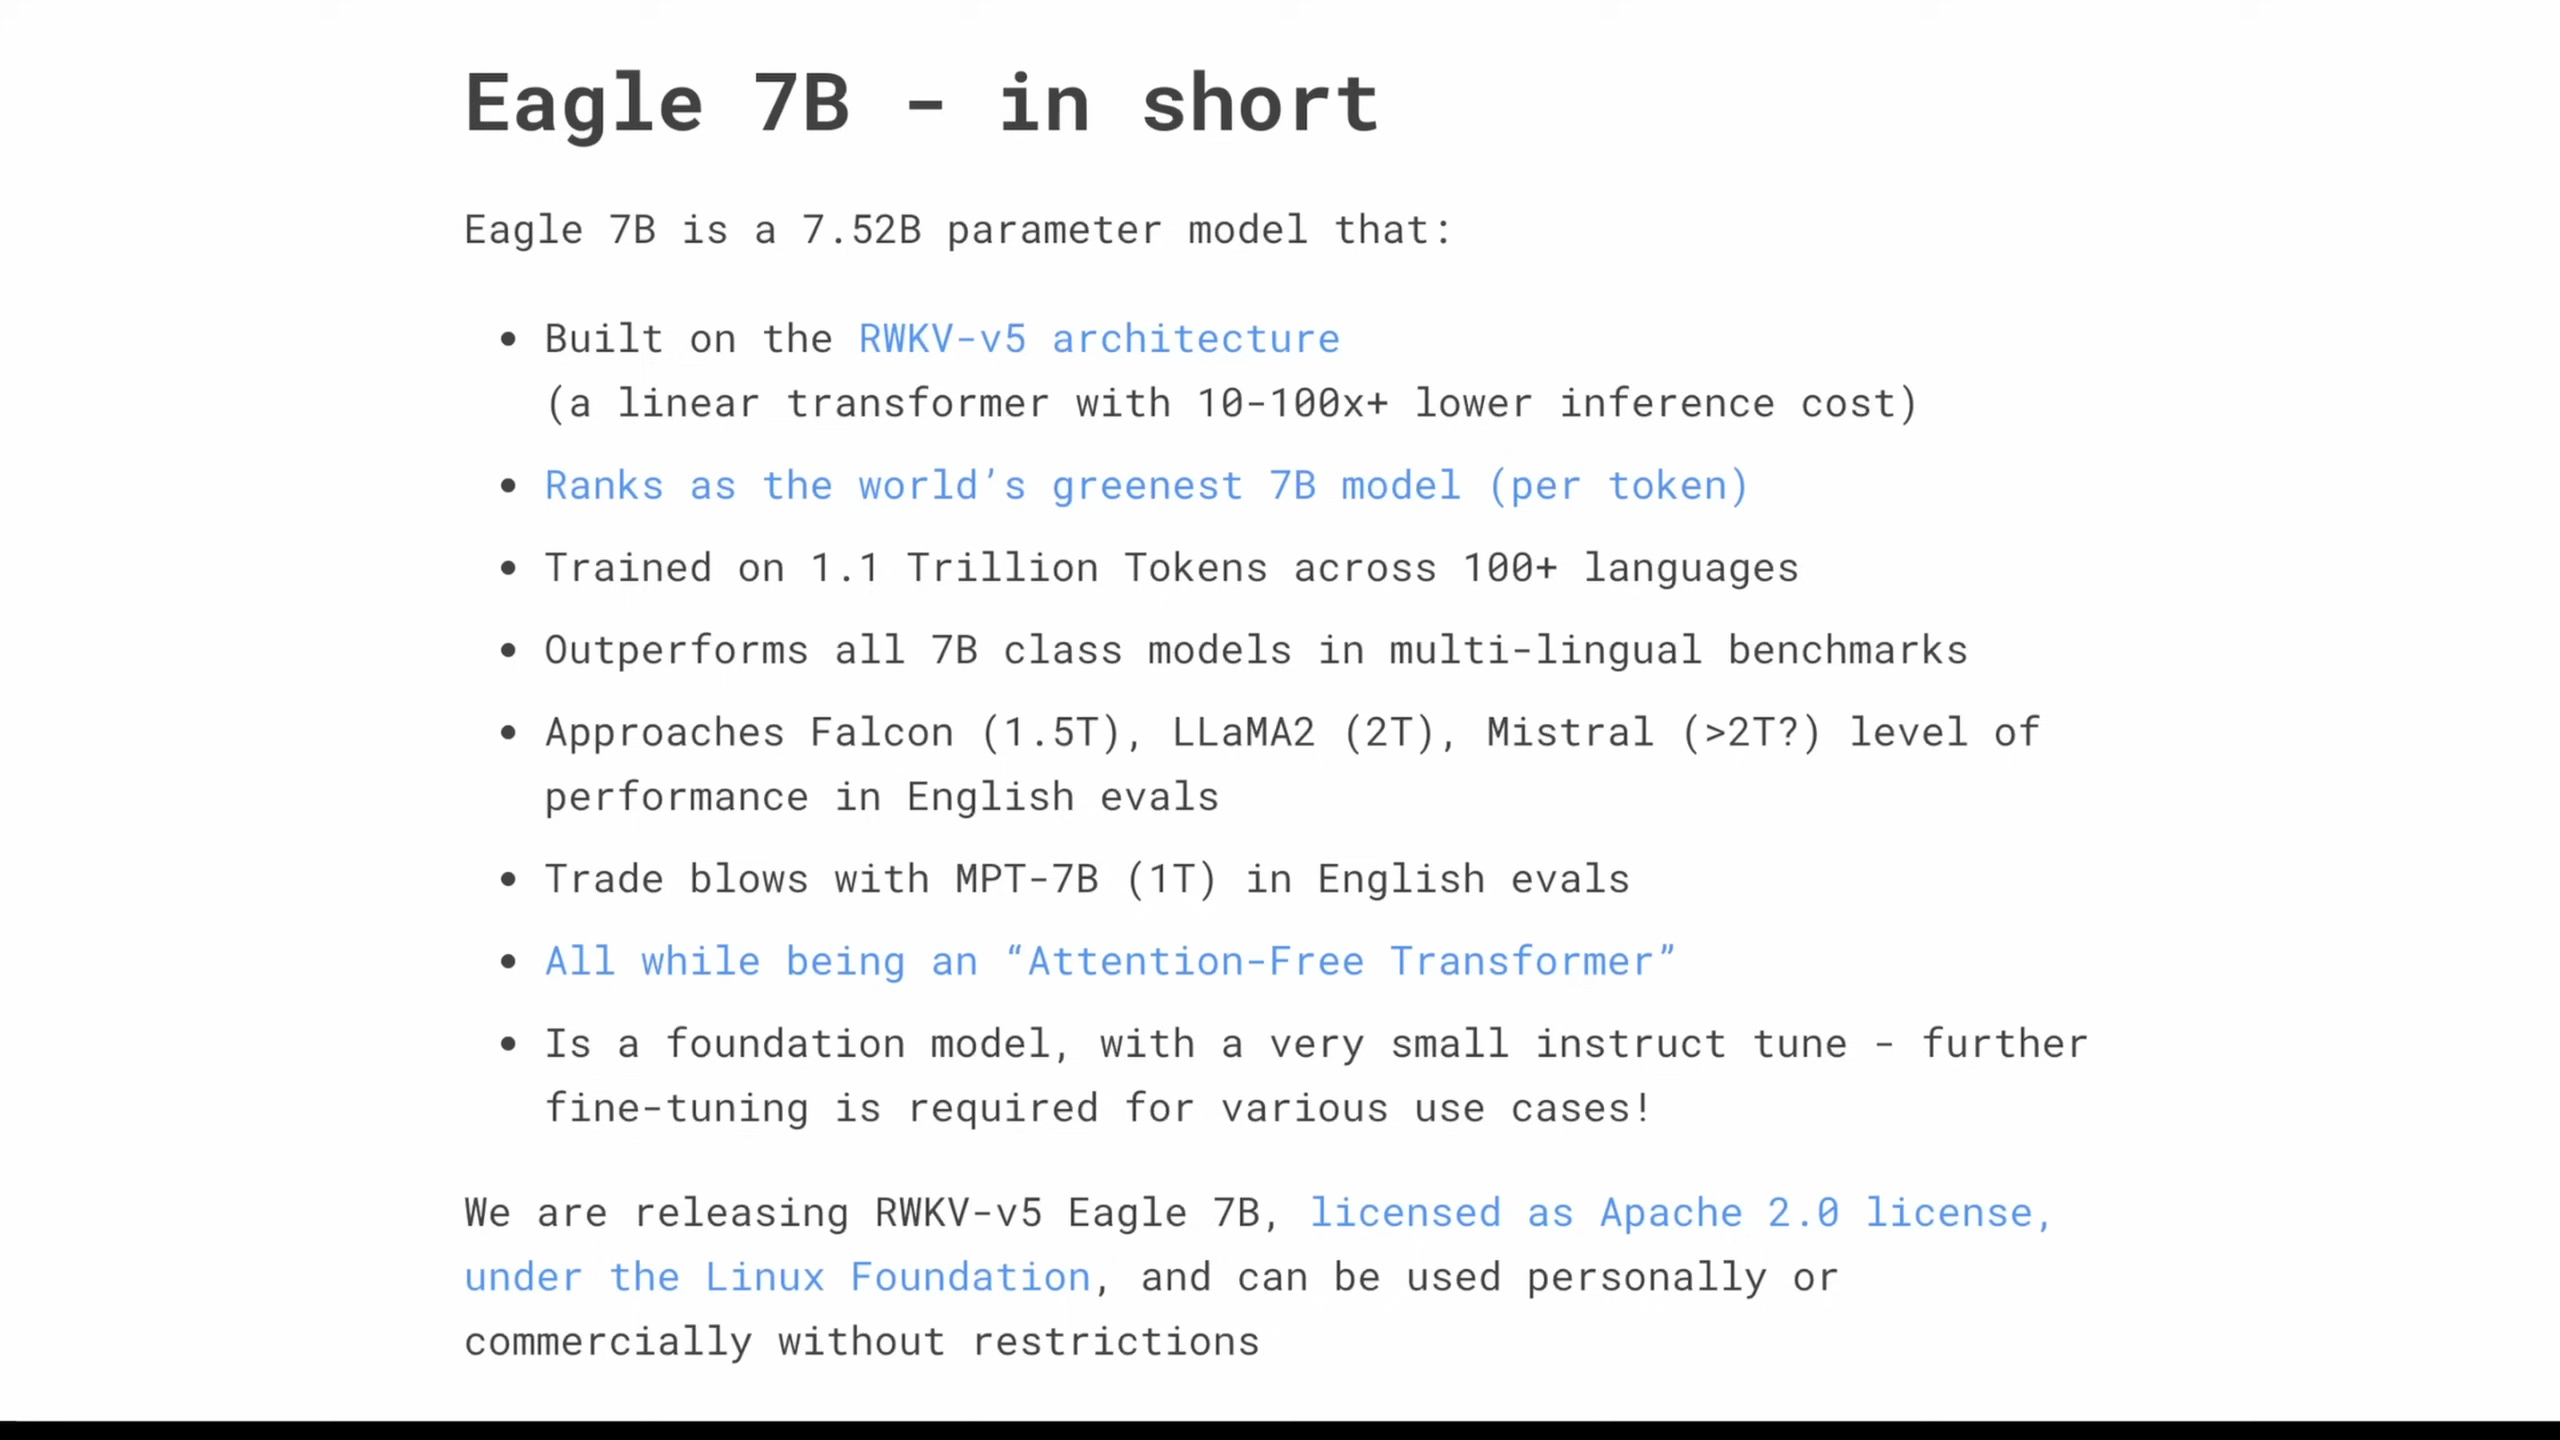 Eagle 7B - in short
Eagle 7B is a 7.52B parameter model that:
• Built on the RWKV-v5 architecture
(a linear transformer with 10-100x+ lower inference cost)
• Ranks as the world’s greenest 7B model (per token)
• Trained on 1.1 Trillion Tokens across 100+ languages
• Outperforms all 7B class models in multi-lingual benchmarks
• Approaches Falcon (1.5T), LLaMA2 (2T), Mistral (>2T?) level of
performance in English evals
• Trade blows with MPT-7B (1T) in English evals
• All while being an “Attention-Free Transformer”
• Is a foundation model, with a very small instruct tune - further
fine-tuning is required for various use cases!
We are releasing RWKV-v5 Eagle 7B, licensed as Apache 2.0 license,
under the Linux Foundation, and can be used personally or
commercially without restrictions